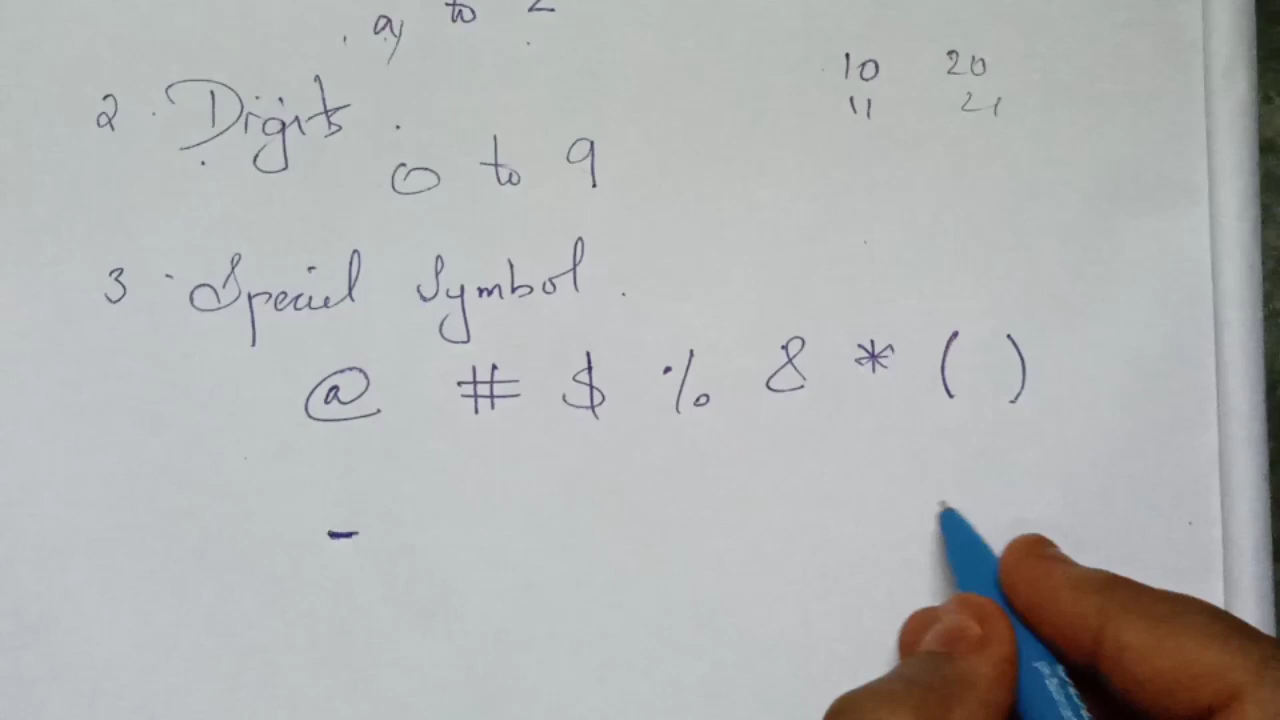 a to z
10 20
2. Digits.
11 21
0 to 9
3. Special Symbol.
@ # $ % & * ( )
-